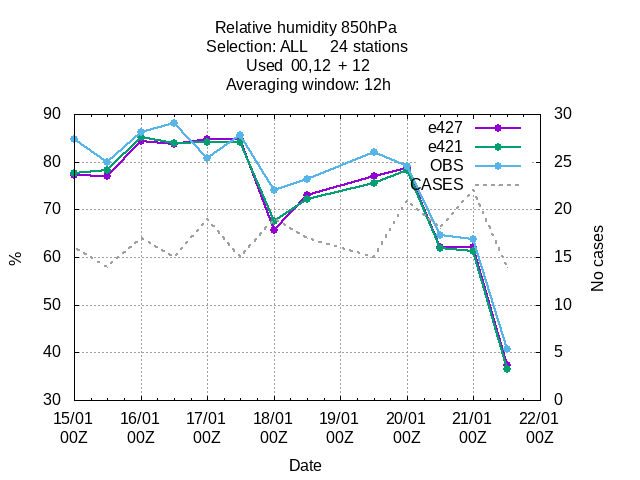 Relative humidity 850hPa
Selection: ALL 24 stations
Used 00,12 + 12
Averaging window: 12h
90
80
70
60
50
40
30
30
25
20
15
10
5
0
e427
e421
OBS
CASES
%
No cases
15/01 16/01 17/01 18/01 19/01 20/01 21/01 22/01
00Z 00Z 00Z 00Z 00Z 00Z 00Z 00Z
Date